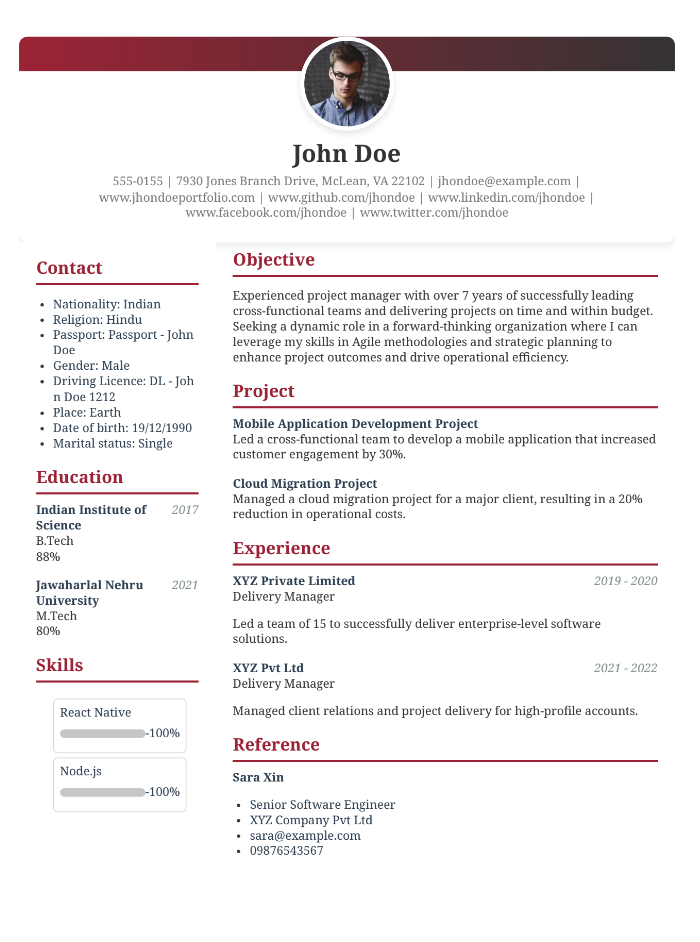 John Doe
555-0155 | 7930 Jones Branch Drive, McLean, VA 22102 | jhondoe@example.com |
www.jhondoeportfolio.com | www.github.com/jhondoe | www.linkedin.com/jhondoe |
www.facebook.com/jhondoe | www.twitter.com/jhondoe
Contact
• Nationality: Indian
• Religion: Hindu
• Passport: Passport - John
Doe
• Gender: Male
• Driving Licence: DL - Joh
n Doe 1212
• Place: Earth
• Date of birth: 19/12/1990
• Marital status: Single
Education
Indian Institute of 2017
Science
B.Tech
88%
Jawaharlal Nehru 2021
University
M.Tech
80%
Skills
React Native
-100%
Node.js
-100%
Objective
Experienced project manager with over 7 years of successfully leading
cross-functional teams and delivering projects on time and within budget.
Seeking a dynamic role in a forward-thinking organization where I can
leverage my skills in Agile methodologies and strategic planning to
enhance project outcomes and drive operational efficiency.
Project
Mobile Application Development Project
Led a cross-functional team to develop a mobile application that increased
customer engagement by 30%.
Cloud Migration Project
Managed a cloud migration project for a major client, resulting in a 20%
reduction in operational costs.
Experience
XYZ Private Limited 2019 - 2020
Delivery Manager
Led a team of 15 to successfully deliver enterprise-level software
solutions.
XYZ Pvt Ltd 2021 - 2022
Delivery Manager
Managed client relations and project delivery for high-profile accounts.
Reference
Sara Xin
• Senior Software Engineer
• XYZ Company Pvt Ltd
• sara@example.com
• 09876543567